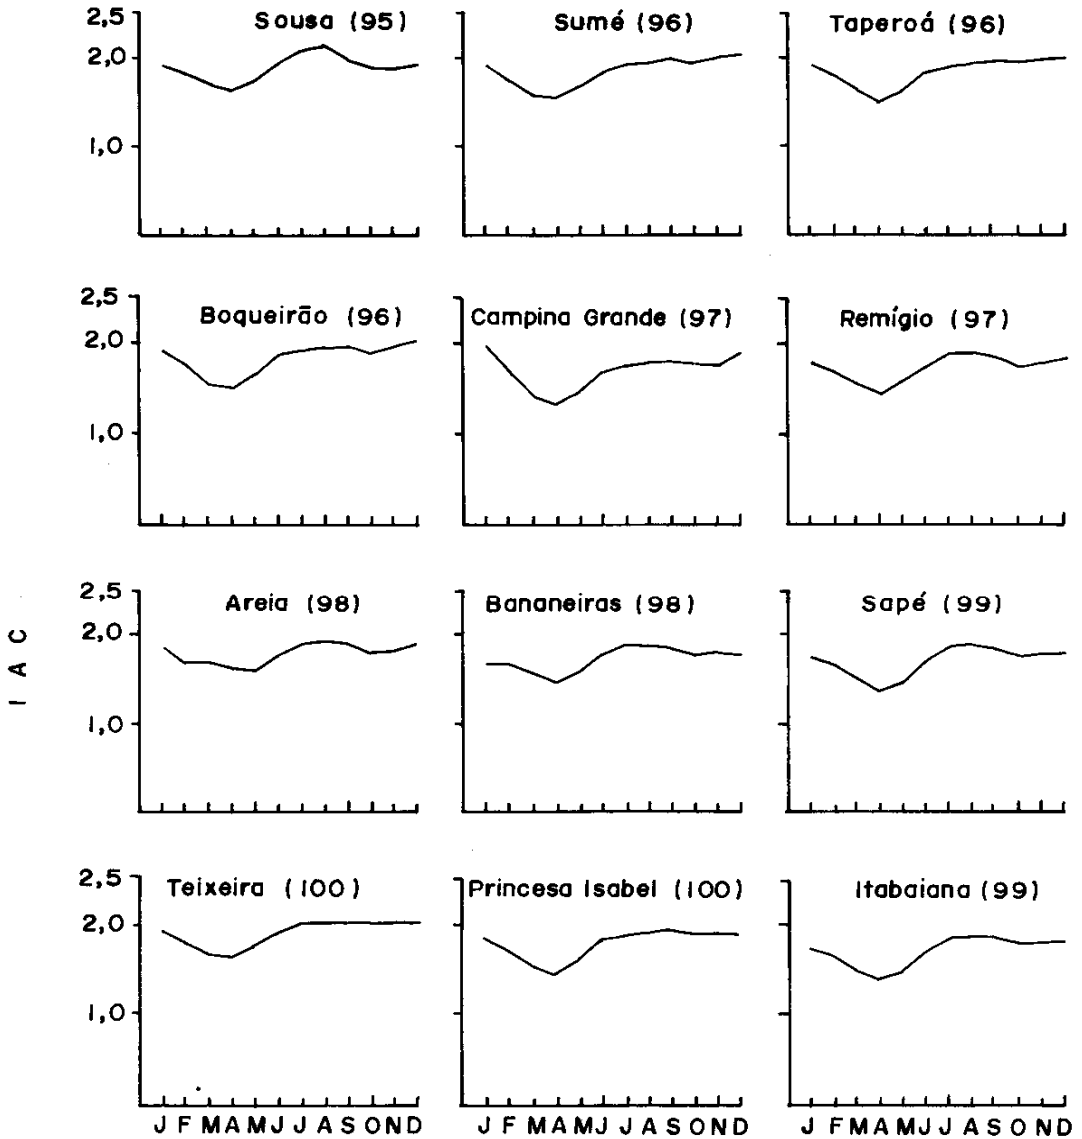 2,5 Sousa (95) Sumé (96) Taperoá (96)
2,0
1,0
2,5 Boqueirão (96) Campina Grande (97) Remígio (97)
2,0
1,0
2,5 Areia (98) Bananeiras (98) Sapé (99)
2,0
1,0
IAC
2,5 Teixeira (100) Princesa Isabel (100) Itabaiana (99)
2,0
1,0
J F M A M J J A S O N D J F M A M J J A S O N D J F M A M J J A S O N D